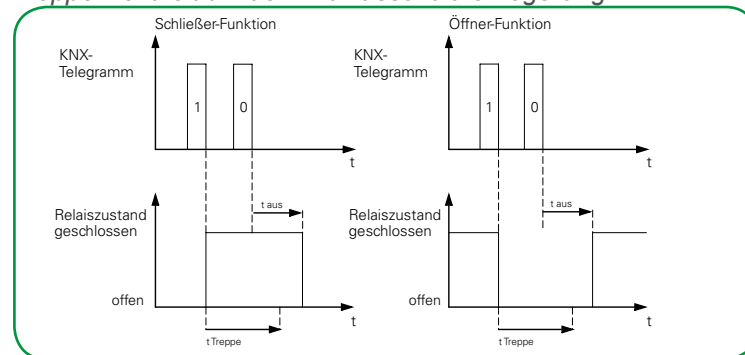 Schließer-Funktion
KNX-
Telegramm
1
0
t
Relaiszustand
geschlossen
t aus
offen
t
t Treppe
Öffner-Funktion
KNX-
Telegramm
1
0
t
Relaiszustand
geschlossen
t aus
offen
t
t Treppe